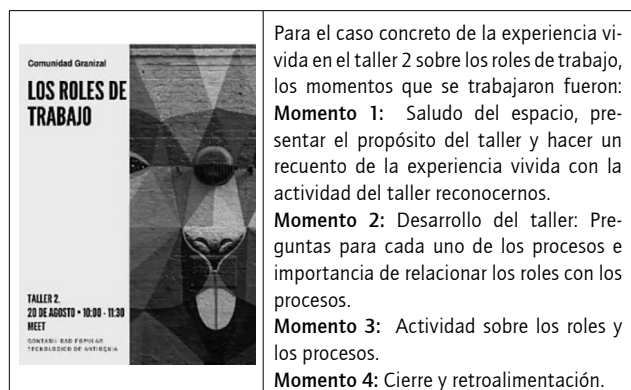 Comunidad Granizal
LOS ROLES DE
TRABAJO
TALLER 2.
20 DE AGOSTO • 10:00 - 11:30
MEET
CONTABILIDAD POPULAR
TECNOLOGICO DE ANTIOQUIA
Para el caso concreto de la experiencia vi-
vida en el taller 2 sobre los roles de trabajo,
los momentos que se trabajaron fueron:
Momento 1: Saludo del espacio, pre-
sentar el propósito del taller y hacer un
recuento de la experiencia vivida con la
actividad del taller reconocernos.
Momento 2: Desarrollo del taller: Pre-
guntas para cada uno de los procesos e
importancia de relacionar los roles con los
procesos.
Momento 3: Actividad sobre los roles y
los procesos.
Momento 4: Cierre y retroalimentación.